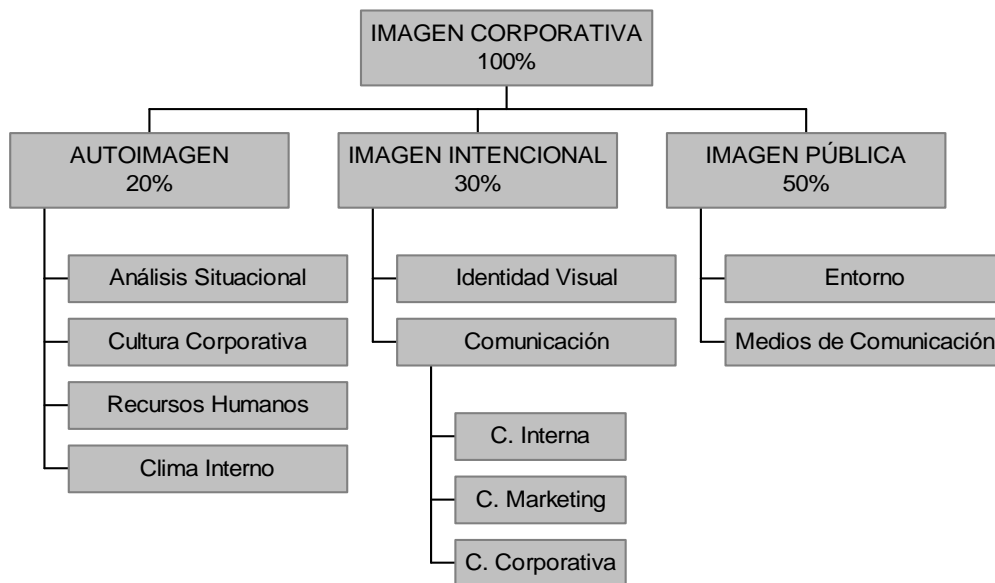 IMAGEN CORPORATIVA
100%
AUTOIMAGEN
20%
IMAGEN INTENCIONAL
30%
IMAGEN PÚBLICA
50%
Análisis Situacional
Cultura Corporativa
Recursos Humanos
Clima Interno
Identidad Visual
Comunicación
C. Interna
C. Marketing
C. Corporativa
Entorno
Medios de Comunicación